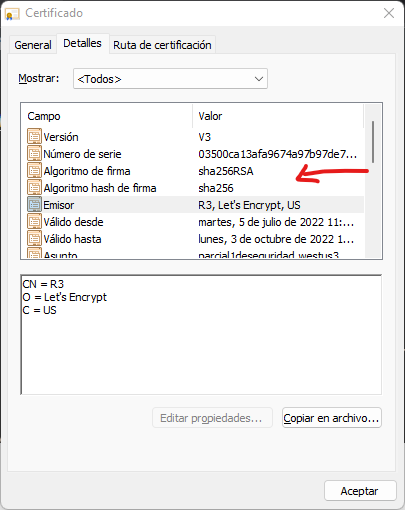 Certificado
General Detalles Ruta de certificación
Mostrar: <Todos>
Campo Valor
Versión V3
Número de serie 03500ca13afa9674a97b97de7...
Algoritmo de firma sha256RSA
Algoritmo hash de firma sha256
Emisor R3, Let's Encrypt, US
Válido desde martes, 5 de julio de 2022 11:...
Válido hasta lunes, 3 de octubre de 2022 1...
Asunto parcial1deseguridad.westus3
CN = R3
O = Let's Encrypt
C = US
Editar propiedades... Copiar en archivo...
Aceptar